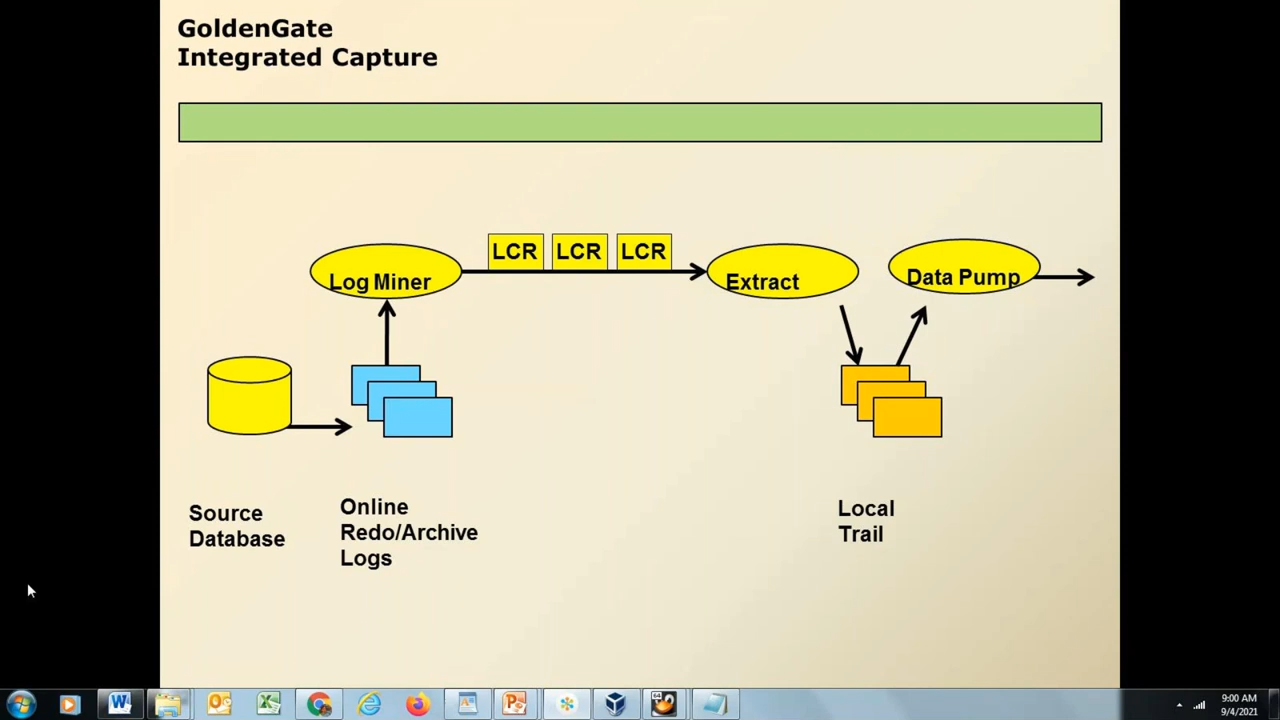 GoldenGate
Integrated Capture
LCR LCR LCR
Log Miner
Extract
Data Pump
Source
Database
Online
Redo/Archive
Logs
Local
Trail
64
9:00 AM
9/4/2021